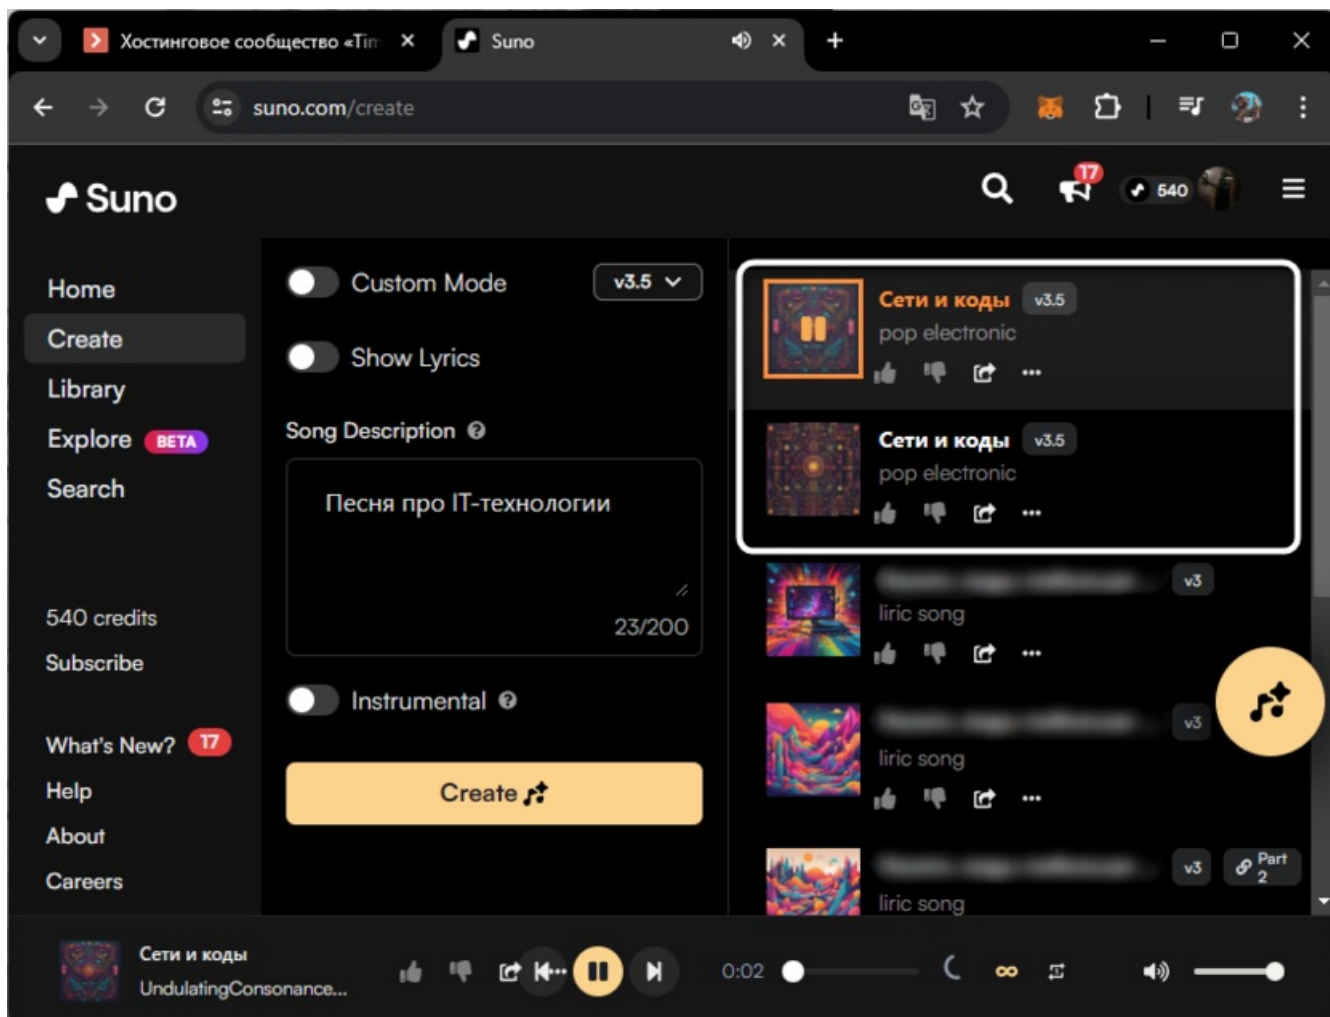 Хостинговое сообщество «Tim
Suno
suno.com/create
Suno
17
540
Home
Create
Library
Explore BETA
Search
540 credits
Subscribe
What's New? 17
Help
About
Careers
Custom Mode
v3.5
Show Lyrics
Song Description
Песня про IT-технологии
23/200
Instrumental
Create
Сети и коды v3.5
pop electronic
Сети и коды v3.5
pop electronic
v3
liric song
v3
liric song
v3 Part 2
liric song
Сети и коды
UndulatingConsonance...
0:02